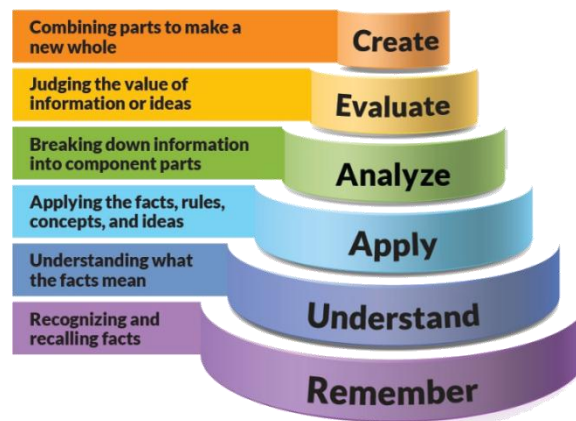 Combining parts to make a
new whole
Create
Judging the value of
information or ideas
Evaluate
Breaking down information
into component parts
Analyze
Applying the facts, rules,
concepts, and ideas
Apply
Understanding what
the facts mean
Understand
Recognizing and
recalling facts
Remember